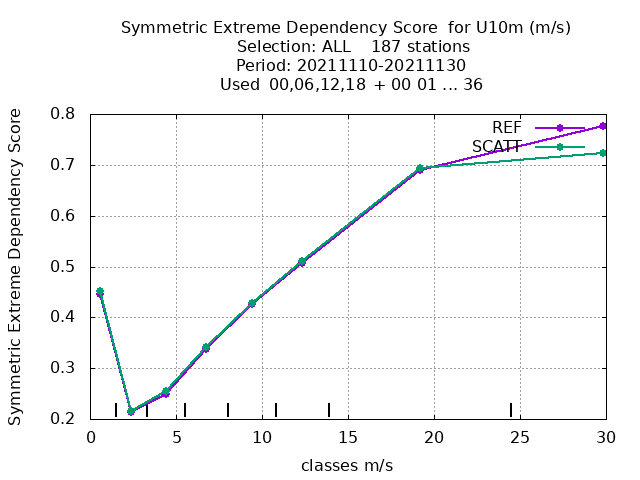 Symmetric Extreme Dependency Score  for U10m (m/s)
Selection: ALL    187 stations
Period: 20211110-20211130
Used  00,06,12,18 + 00 01 ... 36
Symmetric Extreme Dependency Score
0.8
0.7
0.6
0.5
0.4
0.3
0.2
REF
SCATT
0 5 10 15 20 25 30
classes m/s